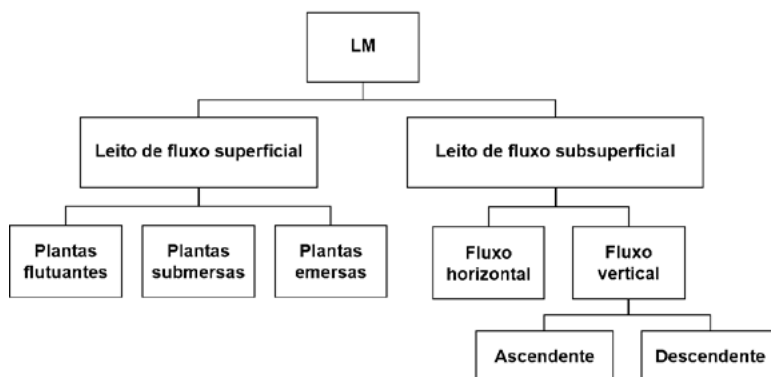 LM
Leito de fluxo superficial
Leito de fluxo subsuperficial
Plantas
flutuantes
Plantas
submersas
Plantas
emersas
Fluxo
horizontal
Fluxo
vertical
Ascendente
Descendente